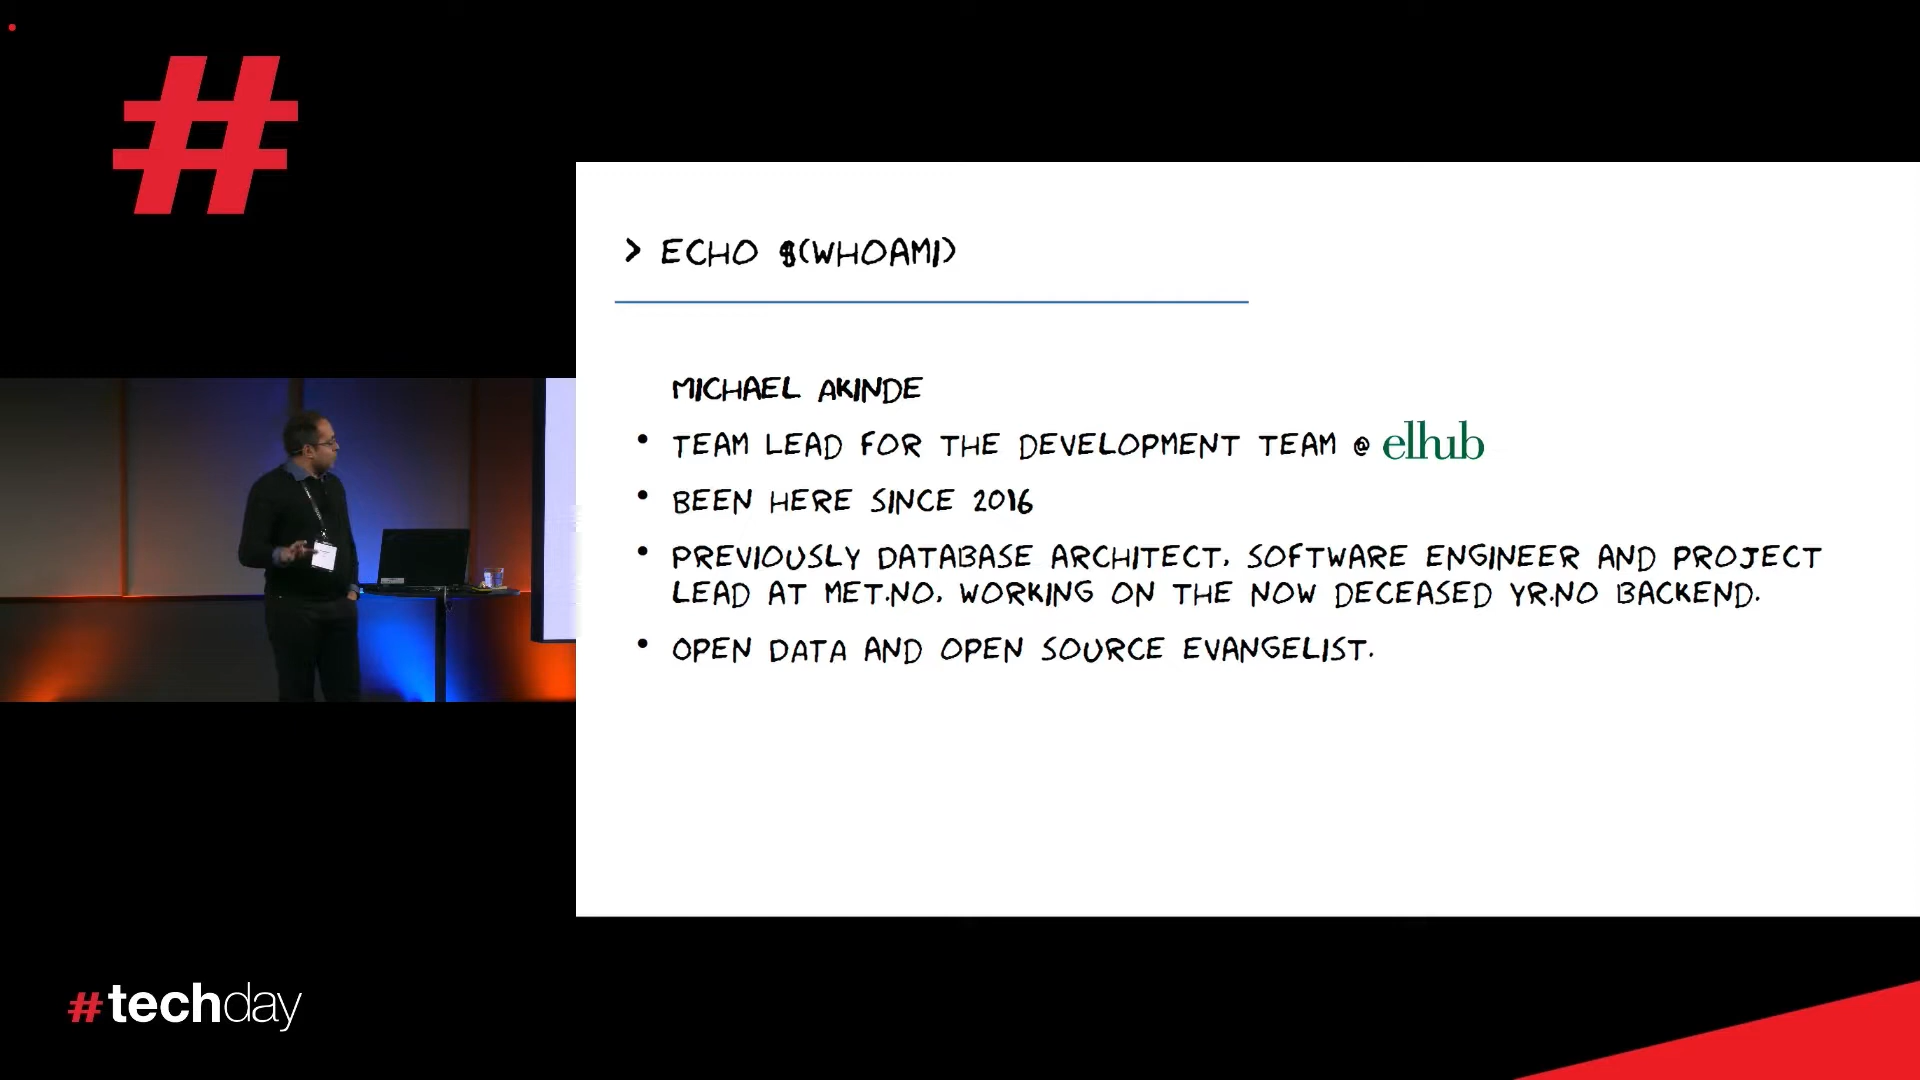 #
> ECHO $(WHOAMI)
MICHAEL AKINDE
• TEAM LEAD FOR THE DEVELOPMENT TEAM @ elhub
• BEEN HERE SINCE 2016
• PREVIOUSLY DATABASE ARCHITECT, SOFTWARE ENGINEER AND PROJECT
LEAD AT MET.NO, WORKING ON THE NOW DECEASED YR.NO BACKEND.
• OPEN DATA AND OPEN SOURCE EVANGELIST.
#techday